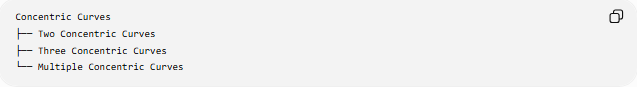 Concentric Curves
├── Two Concentric Curves
├── Three Concentric Curves
└── Multiple Concentric Curves